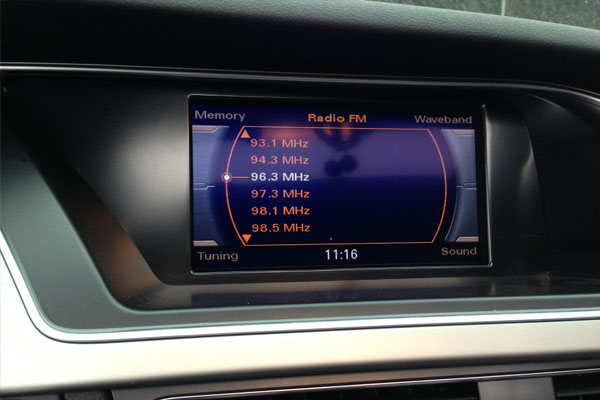 Memory Radio FM Waveband
93.1 MHz
94.3 MHz
96.3 MHz
97.3 MHz
98.1 MHz
98.5 MHz
Tuning 11:16 Sound